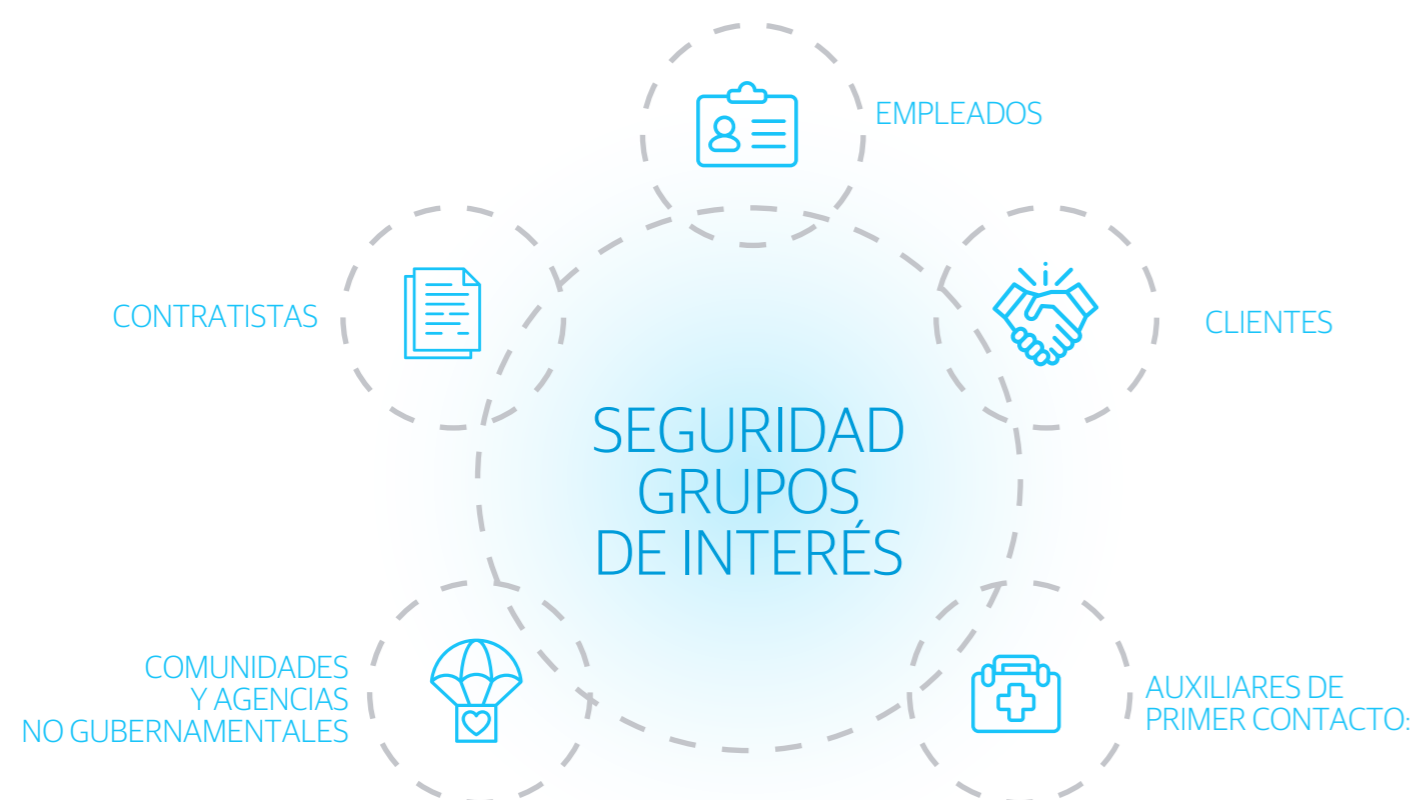 EMPLEADOS
CONTRATISTAS
CLIENTES
SEGURIDAD
GRUPOS
DE INTERÉS
COMUNIDADES
Y AGENCIAS
NO GUBERNAMENTALES
AUXILIARES DE
PRIMER CONTACTO: